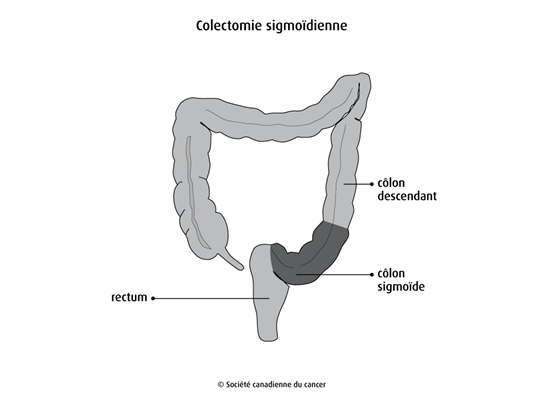 Colectomie sigmoïdienne
côlon
descendant
côlon
sigmoïde
rectum
© Société canadienne du cancer